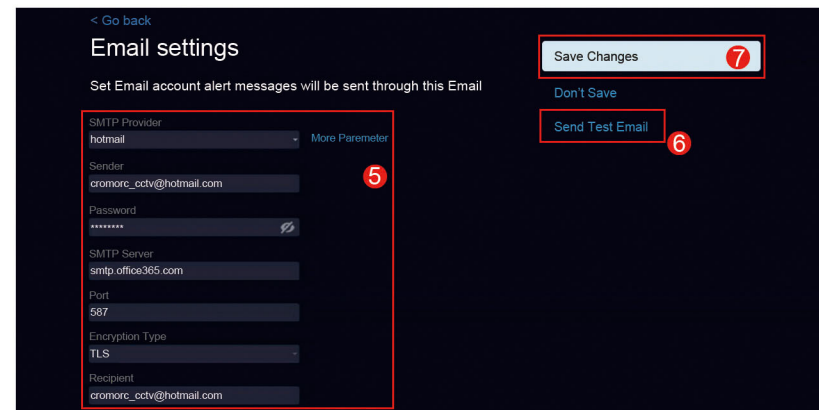 < Go back
Email settings
Set Email account alert messages will be sent through this Email
SMTP Provider
hotmail
More Paremeter
Sender
cromorc_cctv@hotmail.com
5
Password
********
SMTP Server
smtp.office365.com
Port
587
Encryption Type
TLS
Recipient
cromorc_cctv@hotmail.com
Save Changes
7
Don't Save
Send Test Email
6